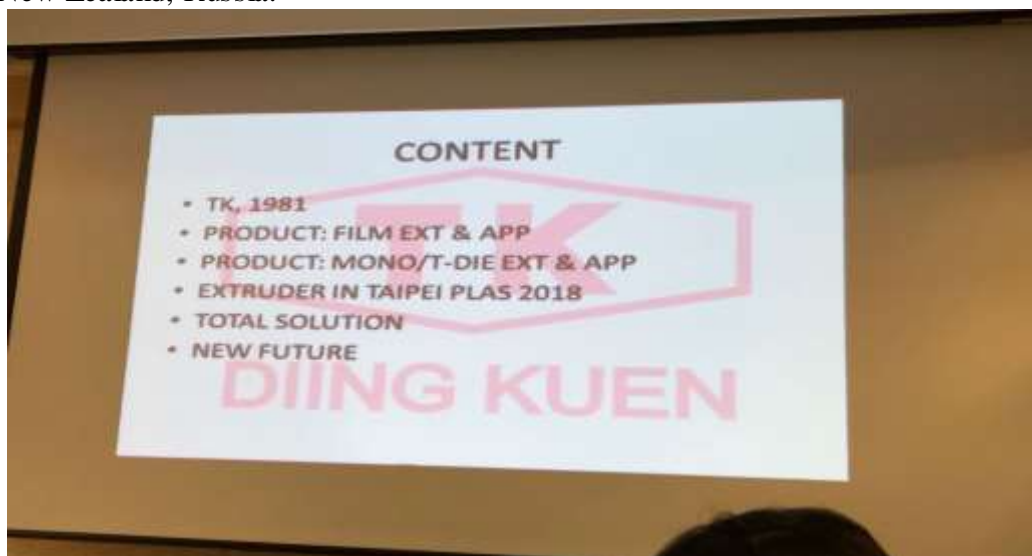 New Zealand, Russia.
CONTENT
• TK, 1981
• PRODUCT: FILM EXT & APP
• PRODUCT: MONO/T-DIE EXT & APP
• EXTRUDER IN TAIPEI PLAS 2018
• TOTAL SOLUTION
• NEW FUTURE
TK
DIING KUEN